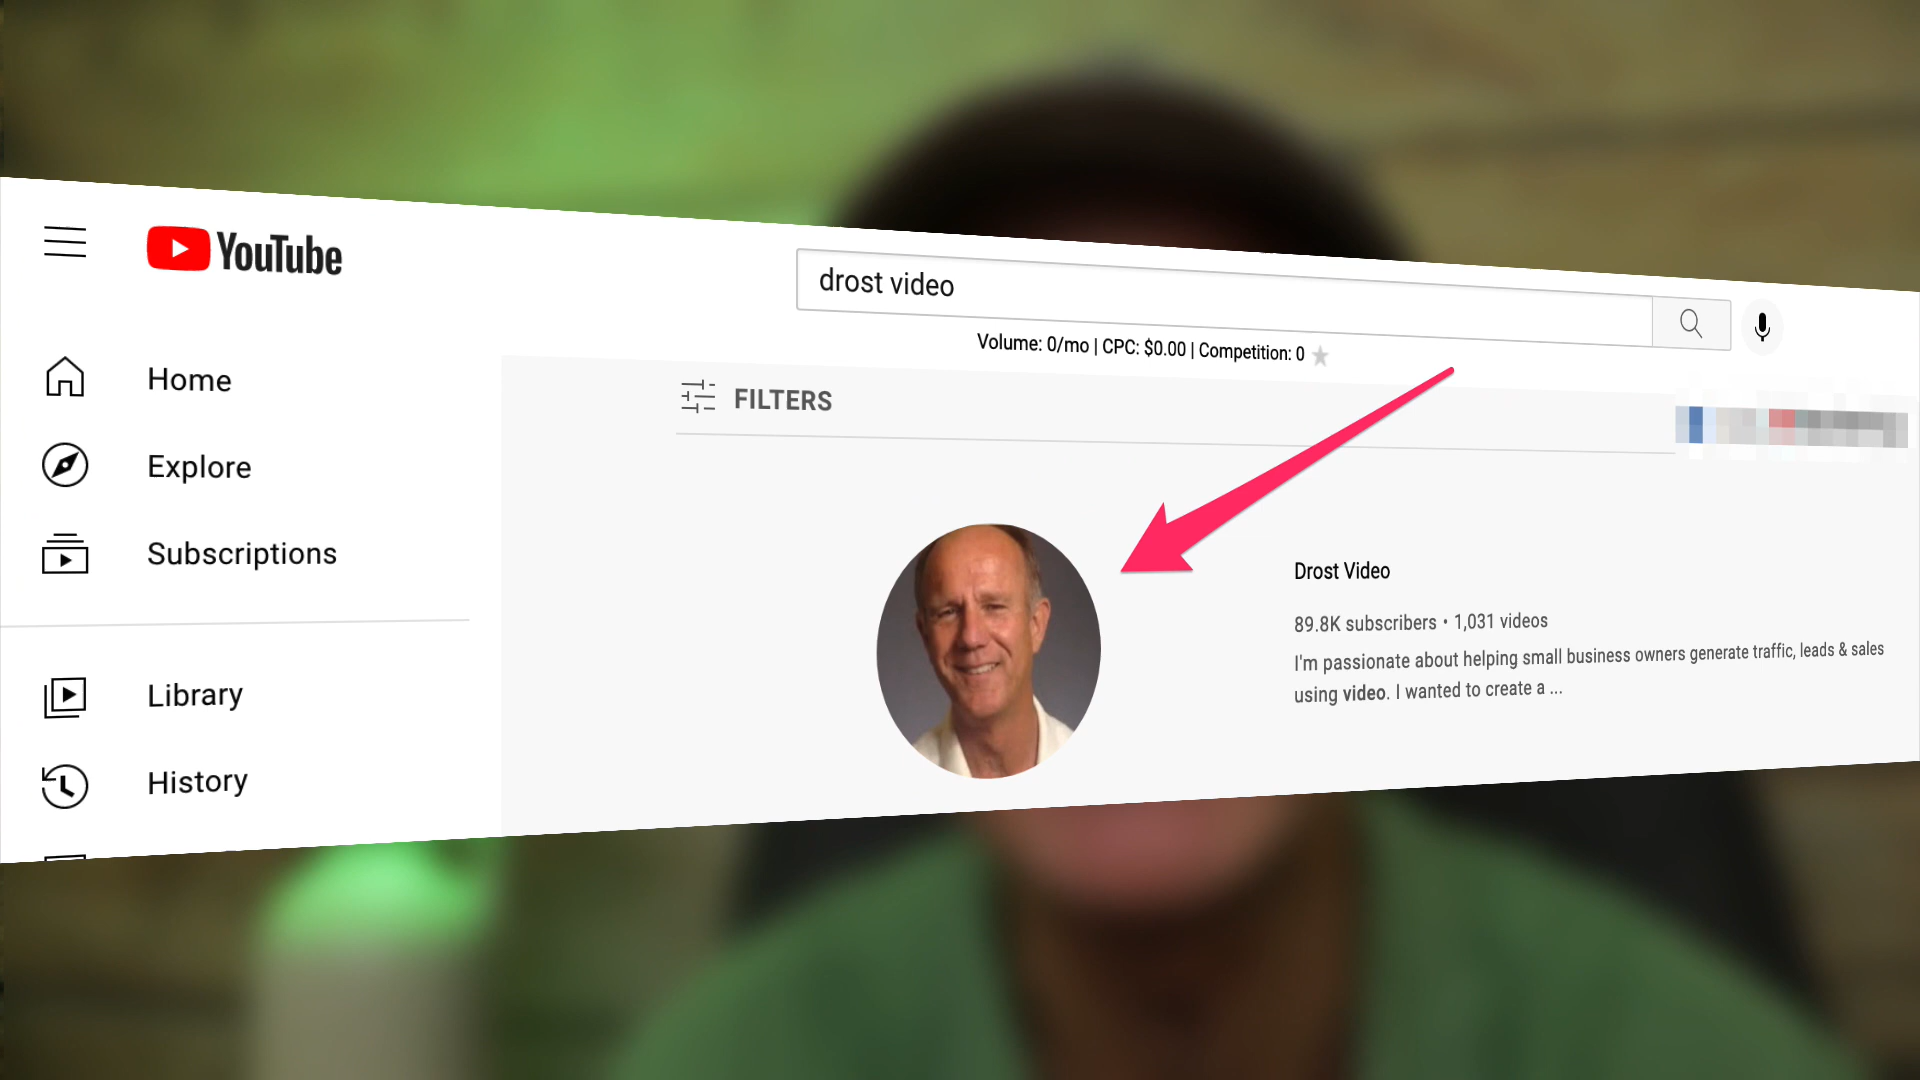 YouTube
drost video
Volume: 0/mo | CPC: $0.00 | Competition: 0
FILTERS
Home
Explore
Subscriptions
Library
History
Drost Video
89.8K subscribers • 1,031 videos
I'm passionate about helping small business owners generate traffic, leads & sales
using video. I wanted to create a ...